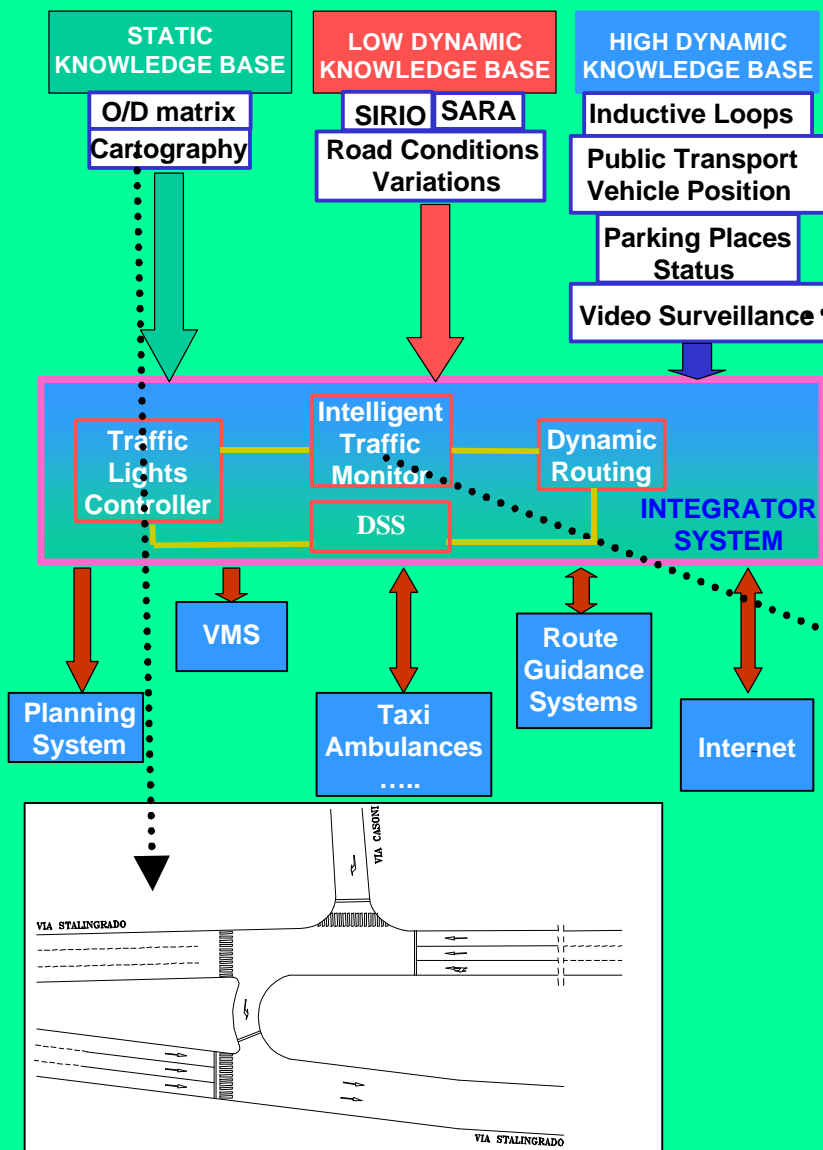 STATIC
KNOWLEDGE BASE
O/D matrix
Cartography
LOW DYNAMIC
KNOWLEDGE BASE
SIRIO
SARA
Road Conditions
Variations
HIGH DYNAMIC
KNOWLEDGE BASE
Inductive Loops
Public Transport
Vehicle Position
Parking Places
Status
Video Surveillance
Traffic
Lights
Controller
Intelligent
Traffic
Monitor
Dynamic
Routing
DSS
INTEGRATOR
SYSTEM
Planning
System
VMS
Taxi
Ambulances
…..
Route
Guidance
Systems
Internet
VIA CASONI
VIA STALINGRADO
VIA STALINGRADO